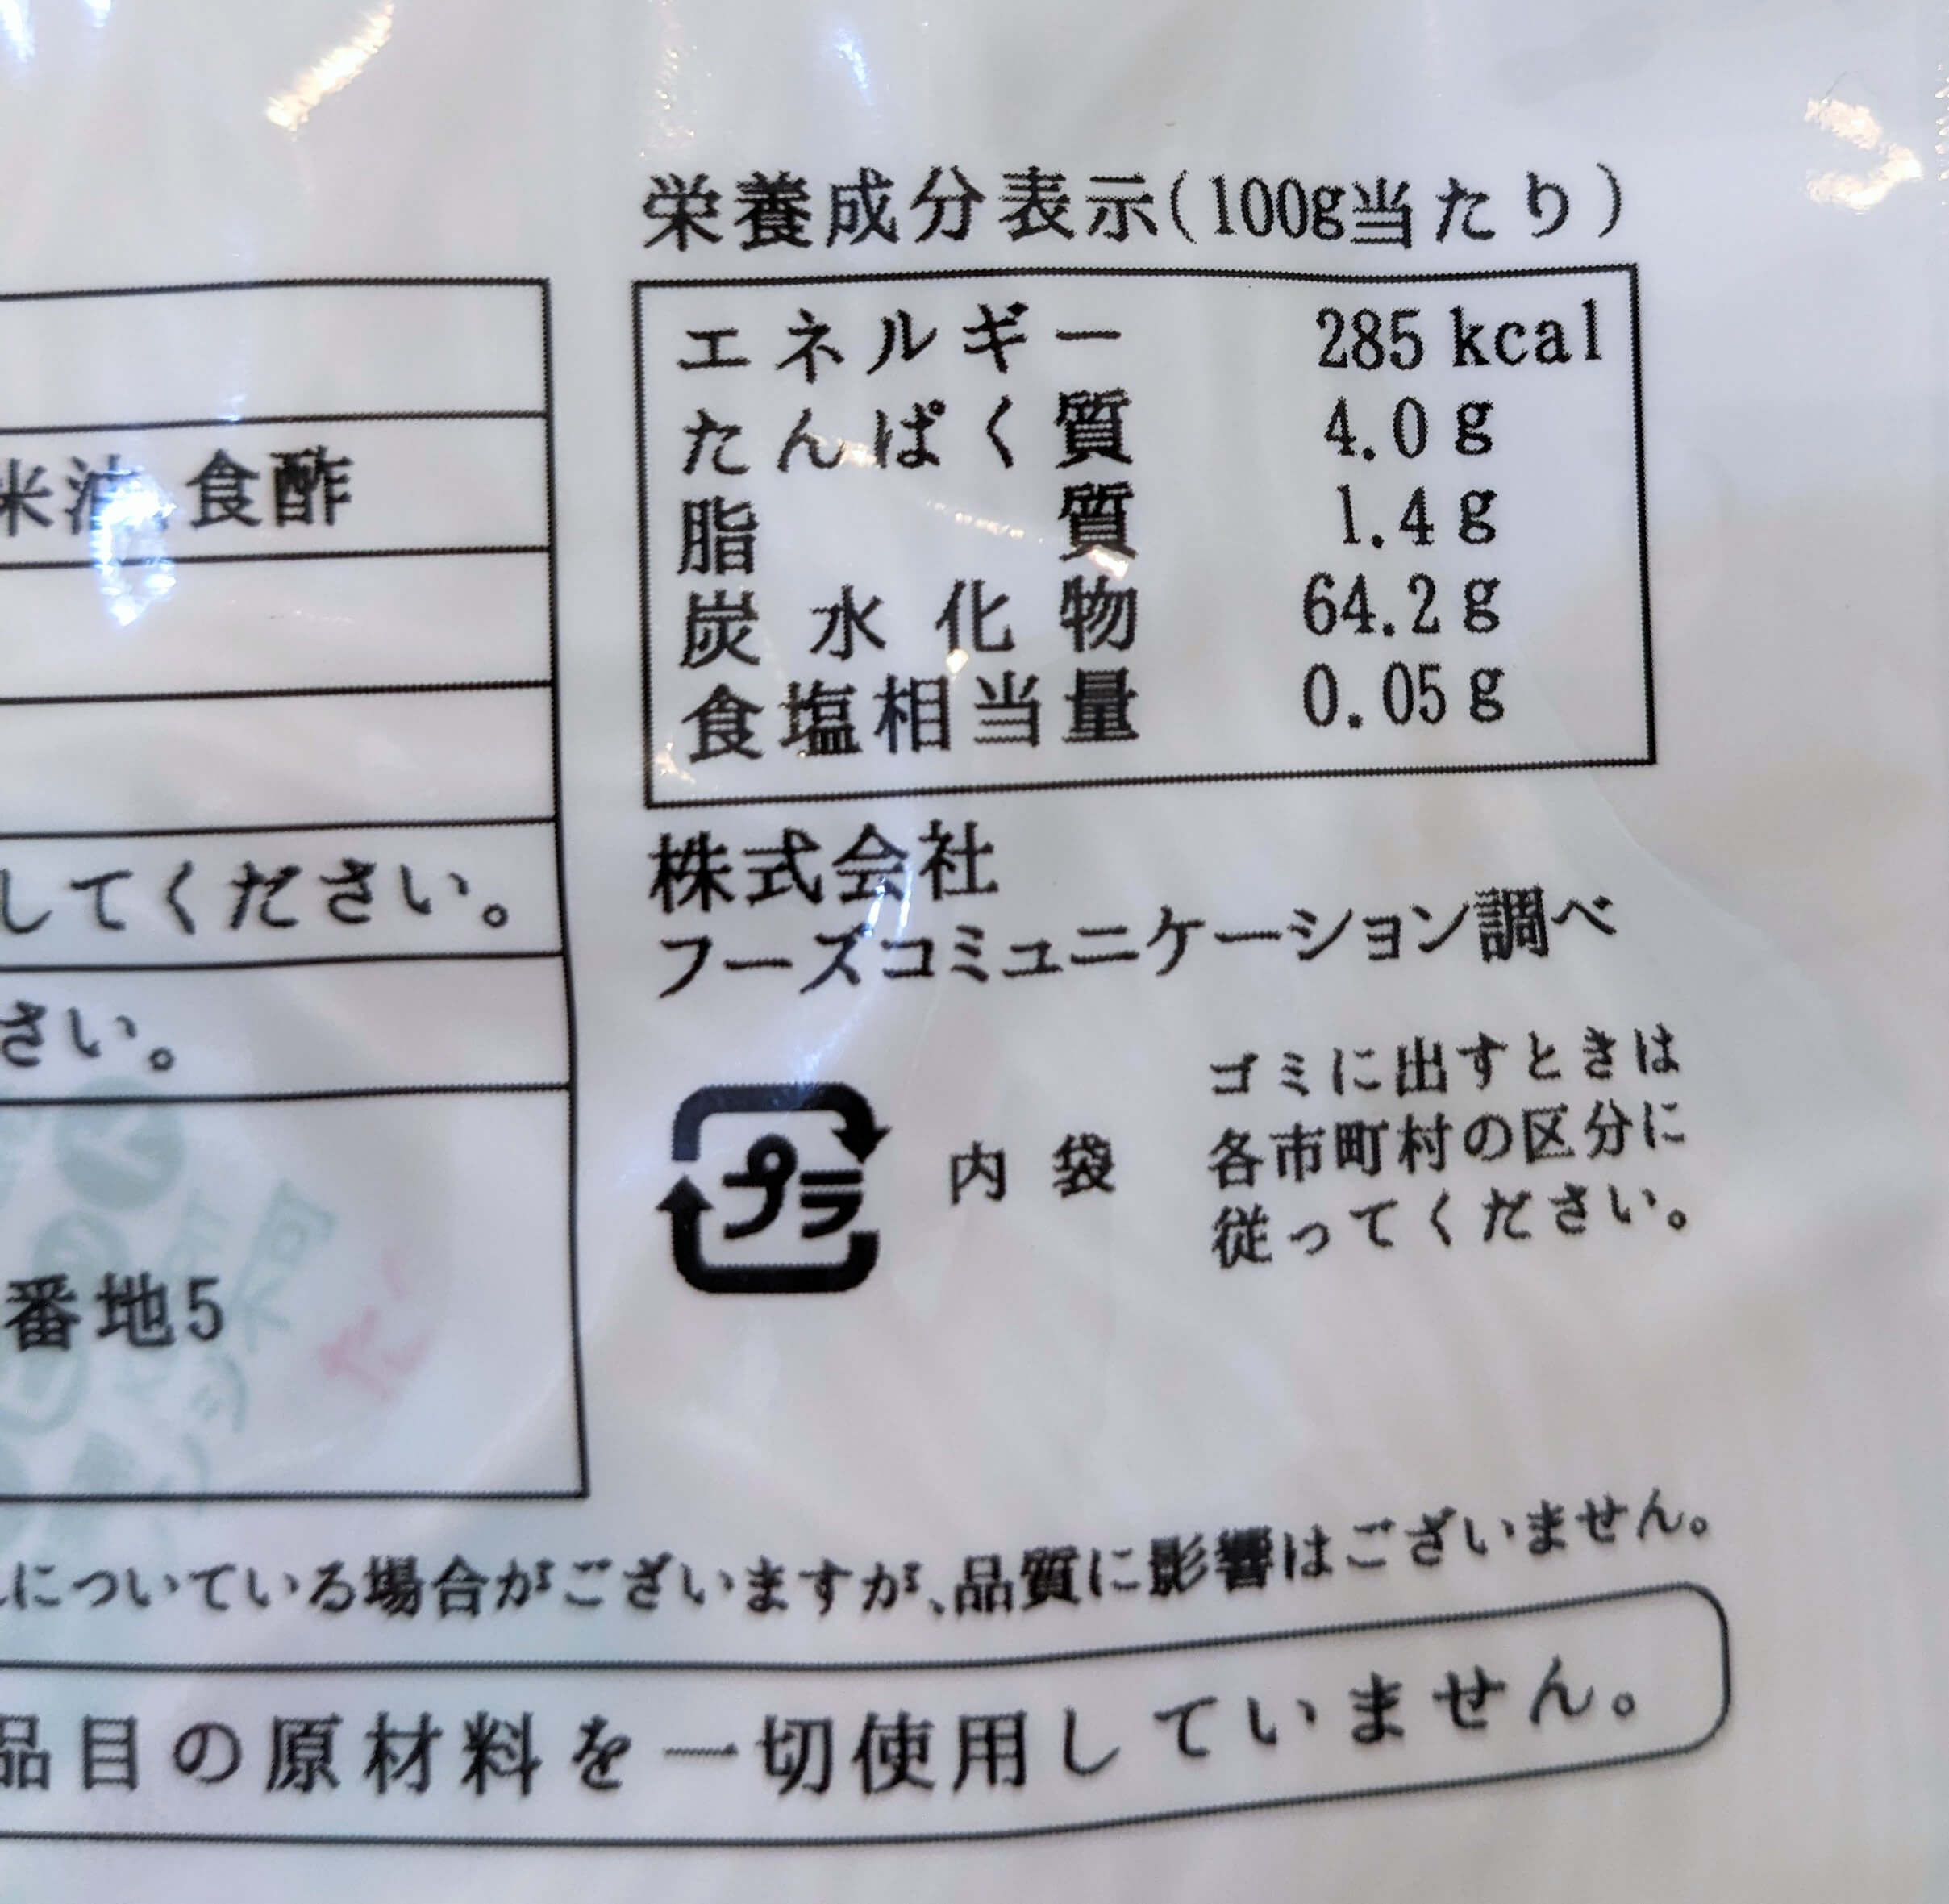 栄養成分表示(100g当たり)
エネルギー 285kcal
たんぱく質 4.0g
脂質 1.4g
炭水化物 64.2g
食塩相当量 0.05g
株式会社
フーズコミュニケーション調べ
プラ
内袋
ゴミに出すときは
各市町村の区分に
従ってください。
米油、食酢
してください。
さい。
番地5
についている場合がございますが、品質に影響はございません。
品目の原材料を一切使用していません。